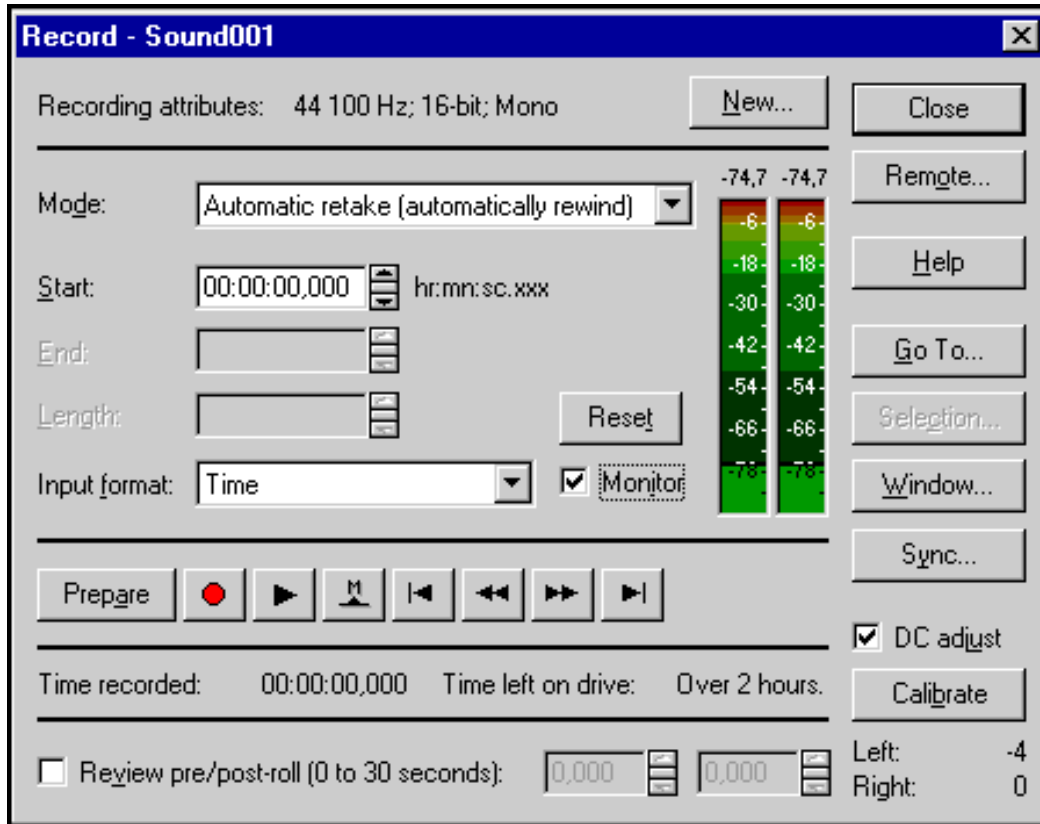 Record - Sound001
Recording attributes: 44 100 Hz; 16-bit; Mono
New...
Close
Remote...
Help
Go To...
Selection...
Window...
Sync...
Mode:
Automatic retake (automatically rewind)
-74,7 -74,7
-6 -6
-18 -18
-30 -30
-42 -42
-54 -54
-66 -66
-78 -78
Start:
00:00:00,000
hr:mn:sc.xxx
End:
Length:
Reset
Input format:
Time
Monitor
Prepare
M
DC adjust
Calibrate
Time recorded: 00:00:00,000 Time left on drive: Over 2 hours.
Review pre/post-roll (0 to 30 seconds): 0,000 0,000
Left: -4
Right: 0